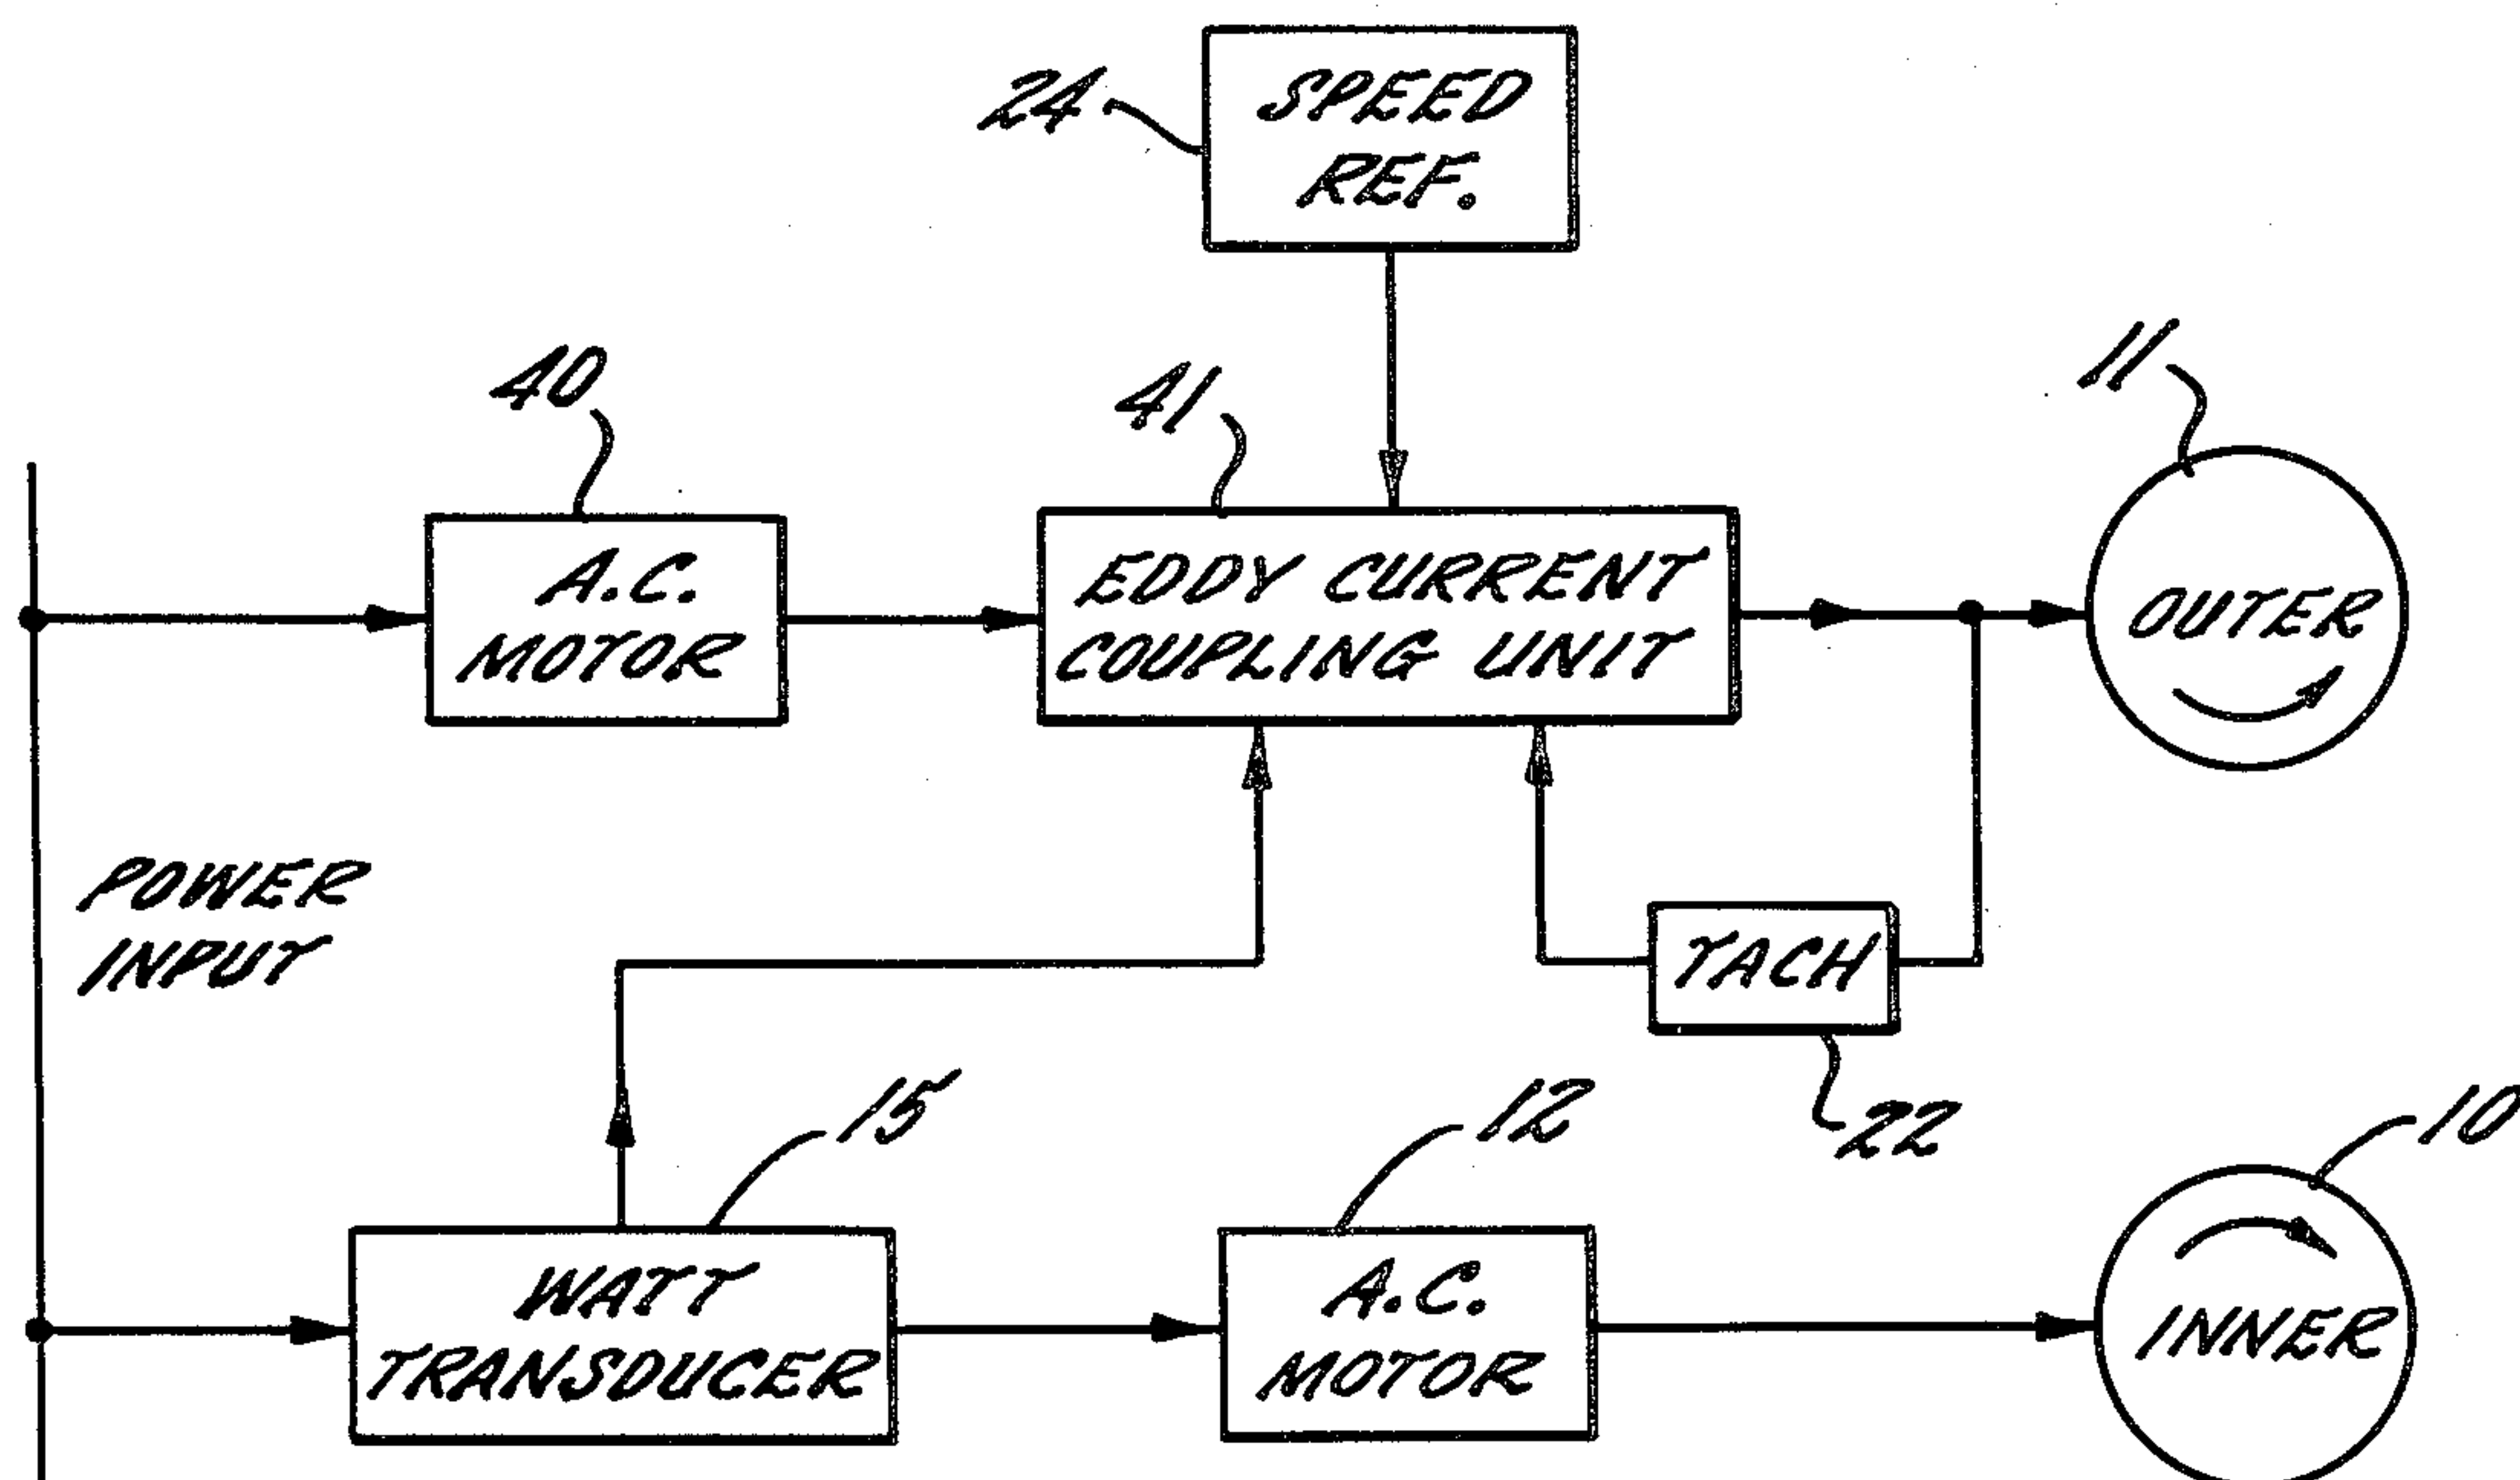 24
SPEED
REF.
40
41
11
A.C.
MOTOR
EDDY CURRENT
COUPLING UNIT
OUTER
POWER
INPUT
TACH
15
12
22
10
WATT
TRANSDUCER
A.C.
MOTOR
INNER